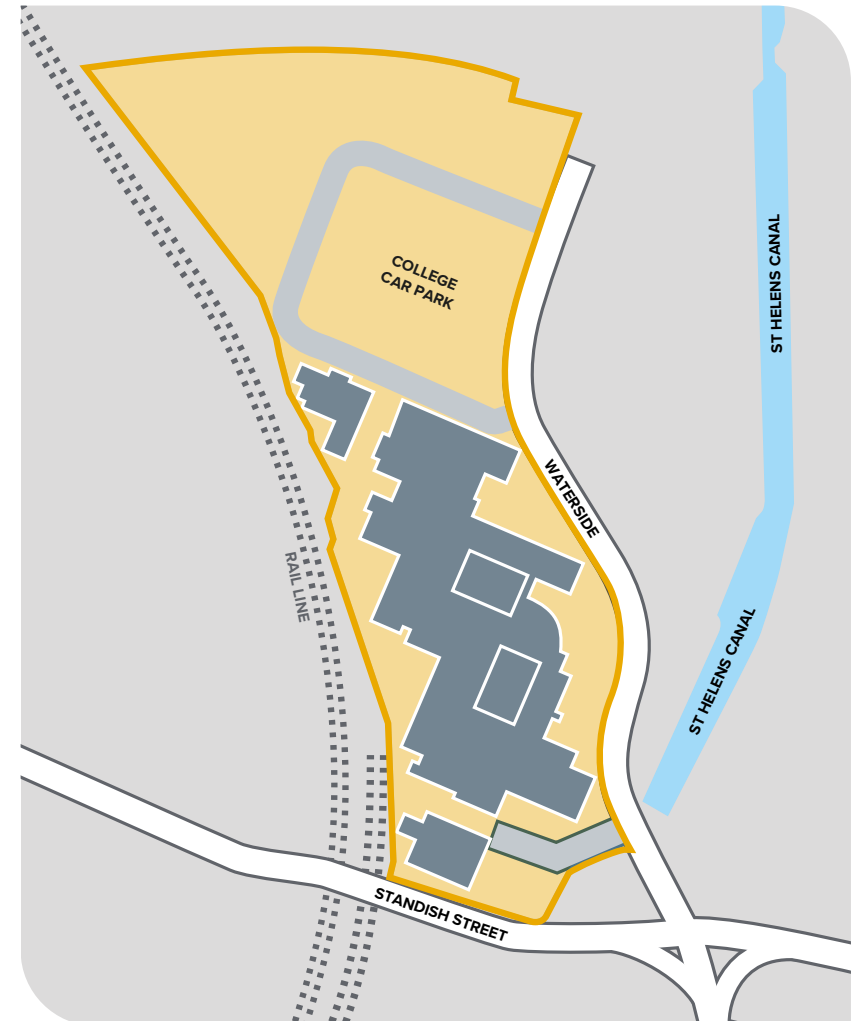 ST HELENS CANAL
COLLEGE
CAR PARK
WATERSIDE
RAIL LINE
ST HELENS CANAL
STANDISH STREET